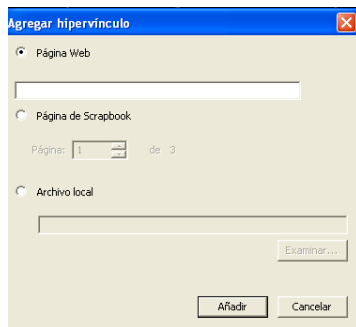 Agregar hipervínculo
Página Web
Página de Scrapbook
Página: 1 de 3
Archivo local
Examinar...
Añadir Cancelar